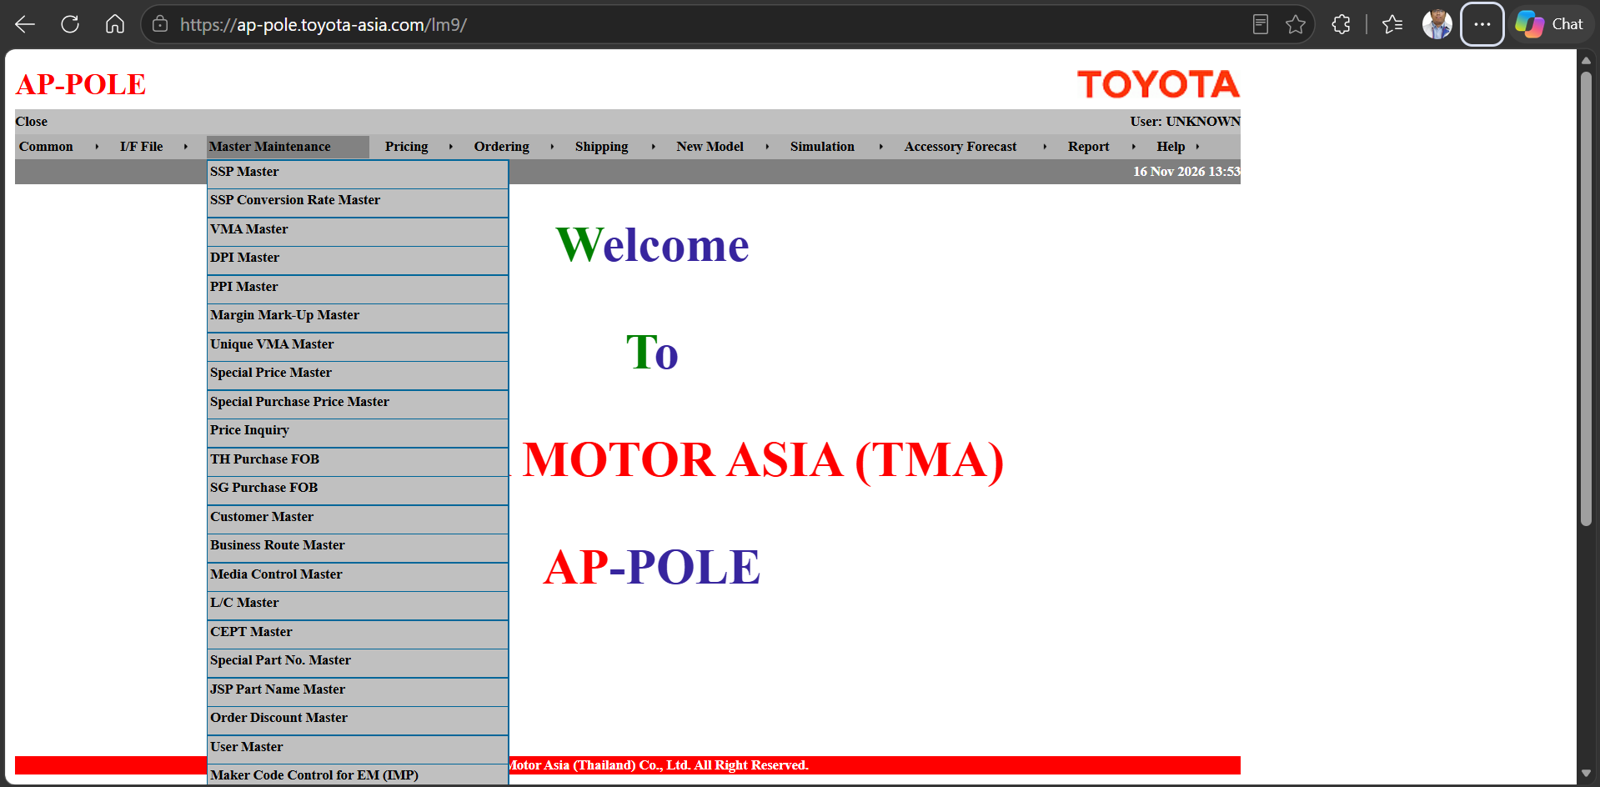 https://ap-pole.toyota-asia.com/lm9/
Chat
AP-POLE
TOYOTA
Close
User: UNKNOWN
Common
I/F File
Master Maintenance
Pricing
Ordering
Shipping
New Model
Simulation
Accessory Forecast
Report
Help
16 Nov 2026 13:53
SSP Master
SSP Conversion Rate Master
VMA Master
DPI Master
PPI Master
Margin Mark-Up Master
Unique VMA Master
Special Price Master
Special Purchase Price Master
Price Inquiry
TH Purchase FOB
SG Purchase FOB
Customer Master
Business Route Master
Media Control Master
L/C Master
CEPT Master
Special Part No. Master
JSP Part Name Master
Order Discount Master
User Master
Maker Code Control for EM (IMP)
Welcome
To
MOTOR ASIA (TMA)
AP-POLE
Motor Asia (Thailand) Co., Ltd. All Right Reserved.